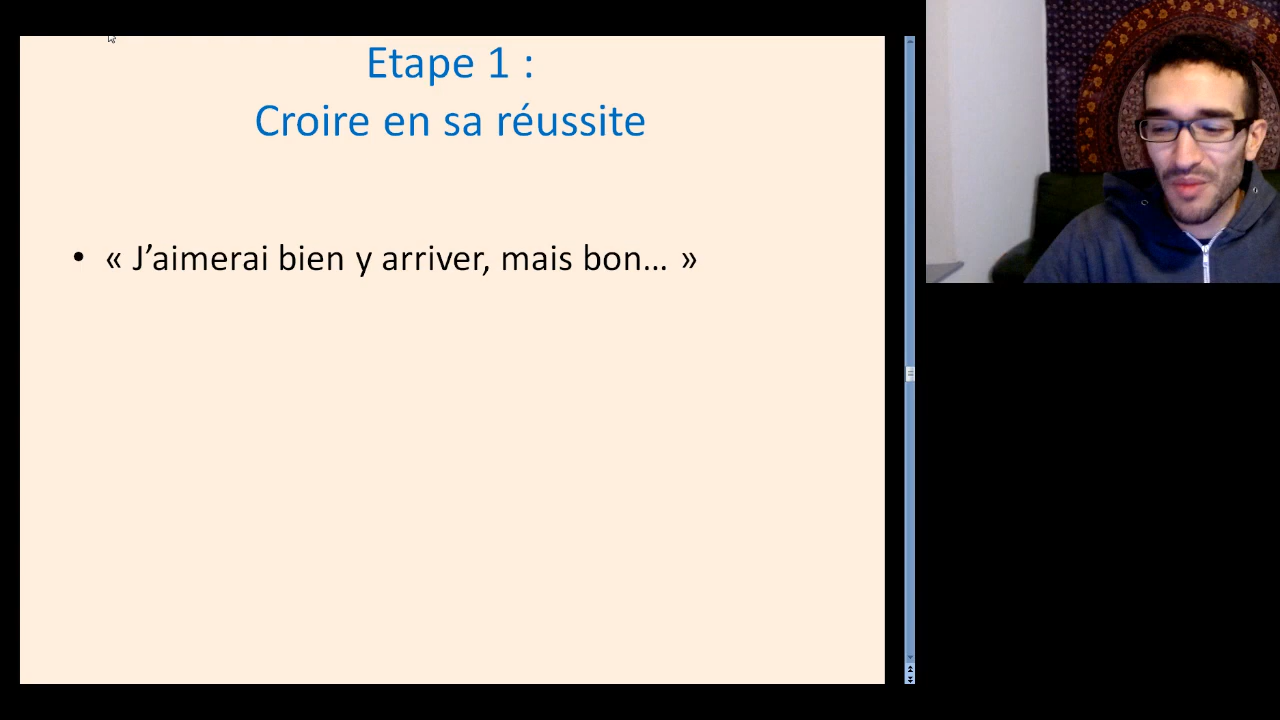 Etape 1 :
Croire en sa réussite
• « J’aimerai bien y arriver, mais bon… »